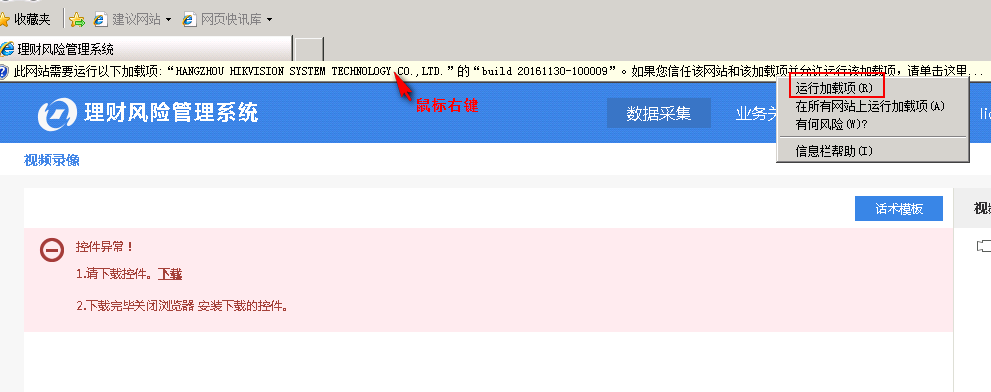 收藏夹 建议网站 网页快讯库
理财风险管理系统
此网站需要运行以下加载项:“HANGZHOU HIKVISION SYSTEM TECHNOLOGY CO.,LTD.”的“build 20161130-100009”。如果您信任该网站和该加载项并允许运行该加载项，请单击这里...
鼠标右键
运行加载项(R)
在所有网站上运行加载项(A)
有何风险(W)?
信息栏帮助(I)
理财风险管理系统 数据采集 业务
视频录像
话术模板
控件异常！
1.请下载控件。下载
2.下载完毕关闭浏览器 安装下载的控件。